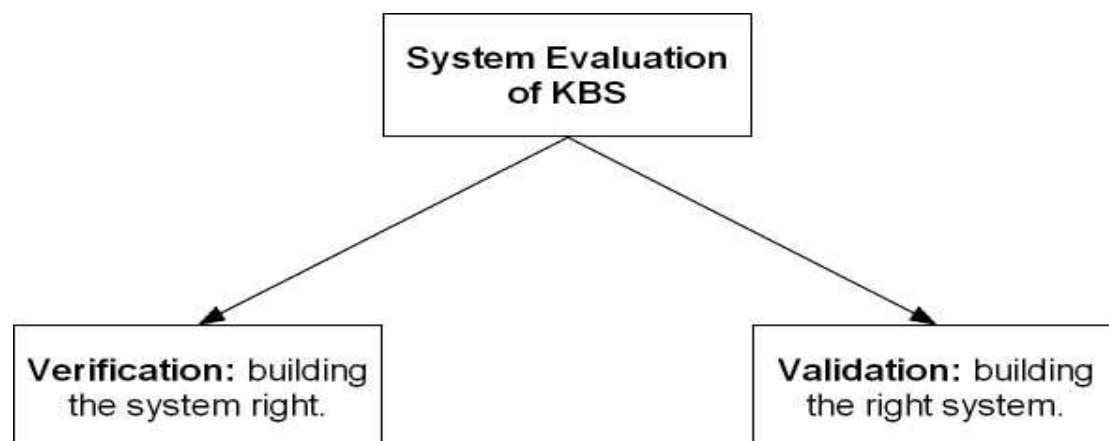 System Evaluation
of KBS
Verification: building
the system right.
Validation: building
the right system.